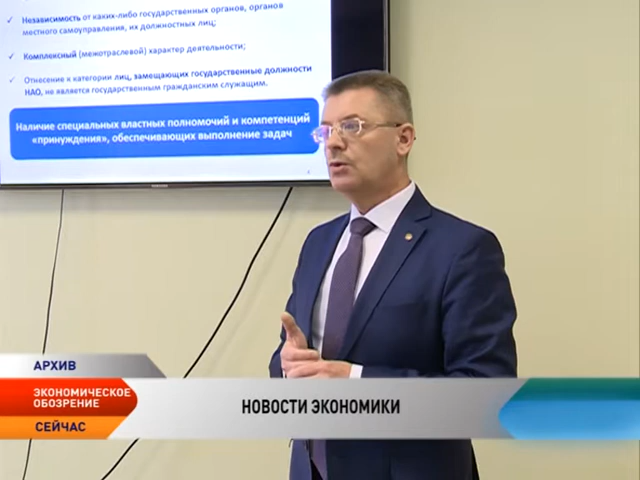 ✓ Независимость от каких-либо государственных органов, органов
местного самоуправления, их должностных лиц;
✓ Комплексный (межотраслевой) характер деятельности;
✓ Отнесение к категории лиц, замещающих государственные должности
НАО, не является государственным гражданским служащим.
Наличие специальных властных полномочий и компетенций
«принуждения», обеспечивающих выполнение задач
АРХИВ
ЭКОНОМИЧЕСКОЕ
ОБОЗРЕНИЕ
СЕЙЧАС
НОВОСТИ ЭКОНОМИКИ